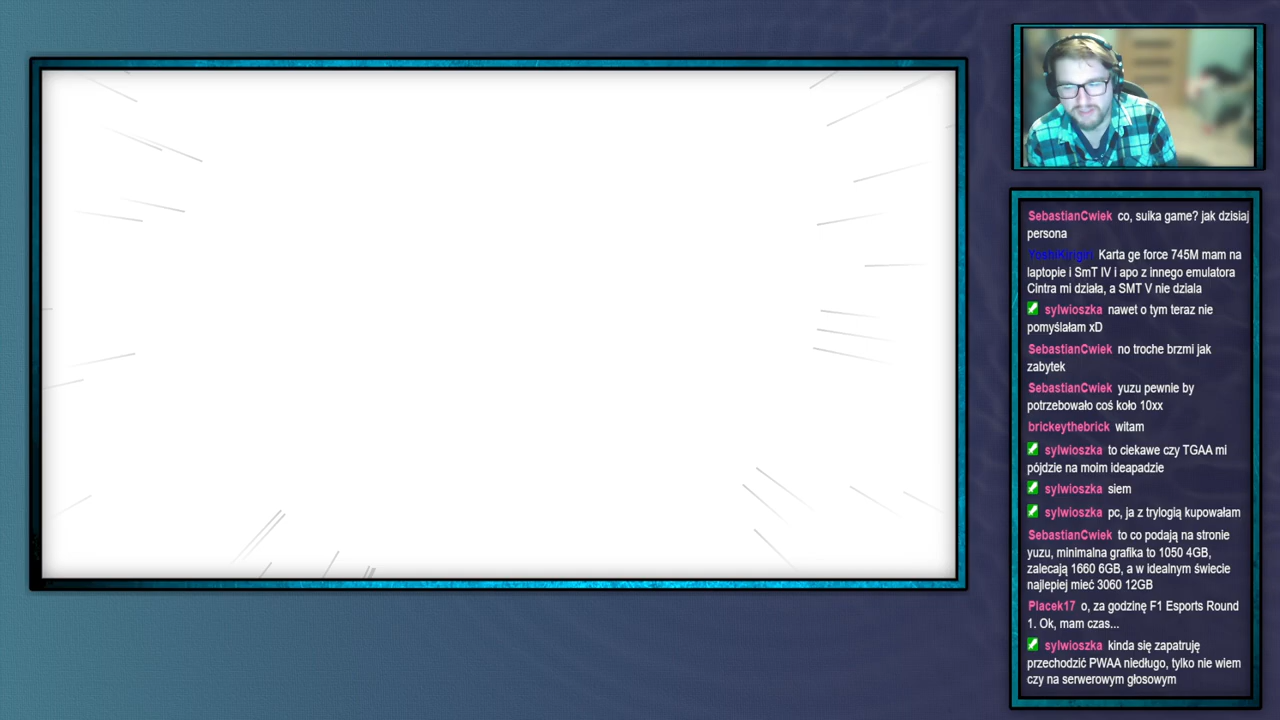 SebastianCwiek co, suika game? jak dzisiaj
persona
YoshiKirigiri Karta ge force 745M mam na
laptopie i SmT IV i apo z innego emulatora
Cintra mi działa, a SMT V nie dziala
sylwioszka nawet o tym teraz nie
pomyślałam xD
SebastianCwiek no troche brzmi jak
zabytek
SebastianCwiek yuzu pewnie by
potrzebowało coś koło 10xx
brickeythebrick witam
sylwioszka to ciekawe czy TGAA mi
pójdzie na moim ideapadzie
sylwioszka siem
sylwioszka pc, ja z trylogią kupowałam
SebastianCwiek to co podają na stronie
yuzu, minimalna grafika to 1050 4GB,
zalecają 1660 6GB, a w idealnym świecie
najlepiej mieć 3060 12GB
Placek17 o, za godzinę F1 Esports Round
1. Ok, mam czas...
sylwioszka kinda się zapatruję
przechodzić PWAA niedługo, tylko nie wiem
czy na serwerowym głosowym